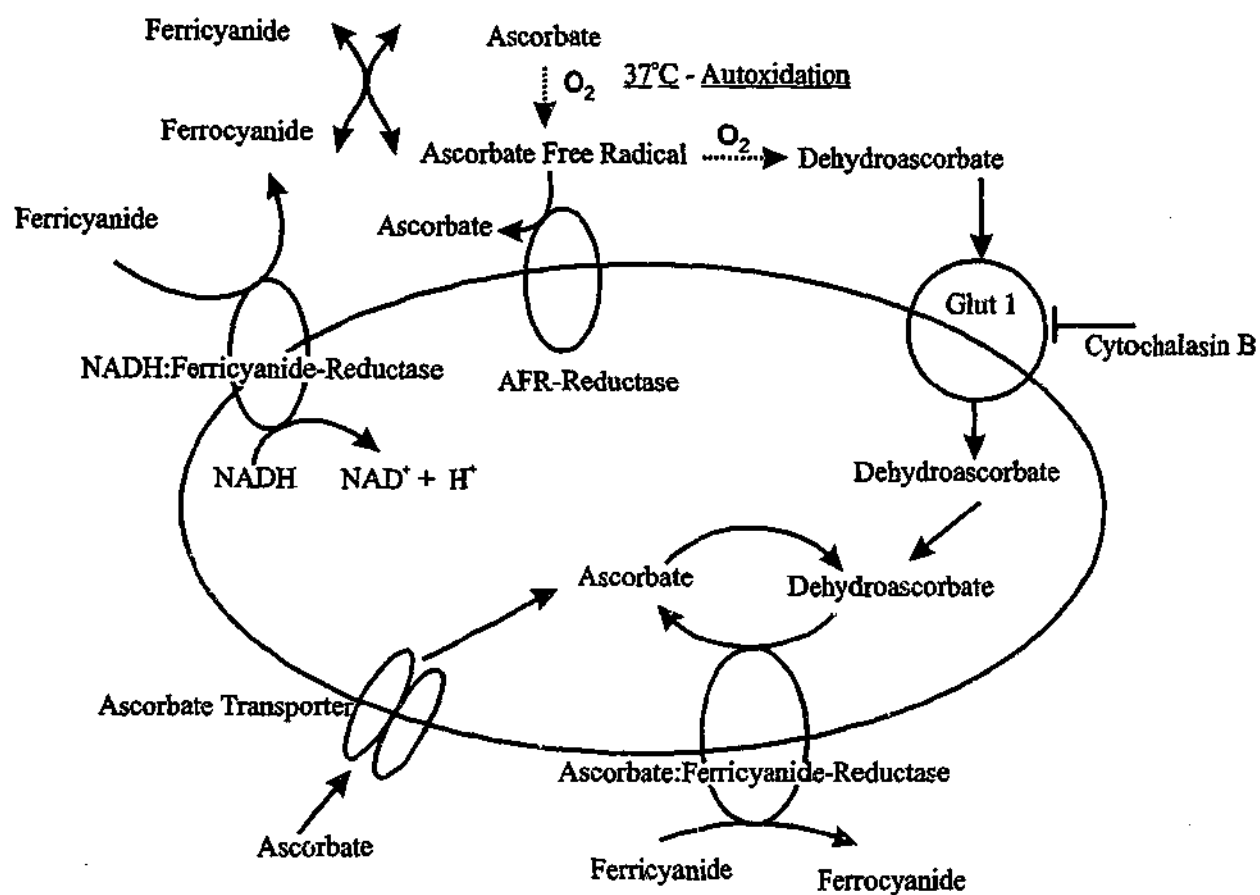 Ferricyanide
Ascorbate
O₂ 37°C - Autoxidation
Ferrocyanide
Ascorbate Free Radical
O₂
Dehydroascorbate
Ferricyanide
Ascorbate
Glut 1
Cytochalasin B
NADH:Ferricyanide-Reductase
AFR-Reductase
NADH
NAD⁺ + H⁺
Dehydroascorbate
Ascorbate
Dehydroascorbate
Ascorbate Transporter
Ascorbate:Ferricyanide-Reductase
Ascorbate
Ferricyanide
Ferrocyanide